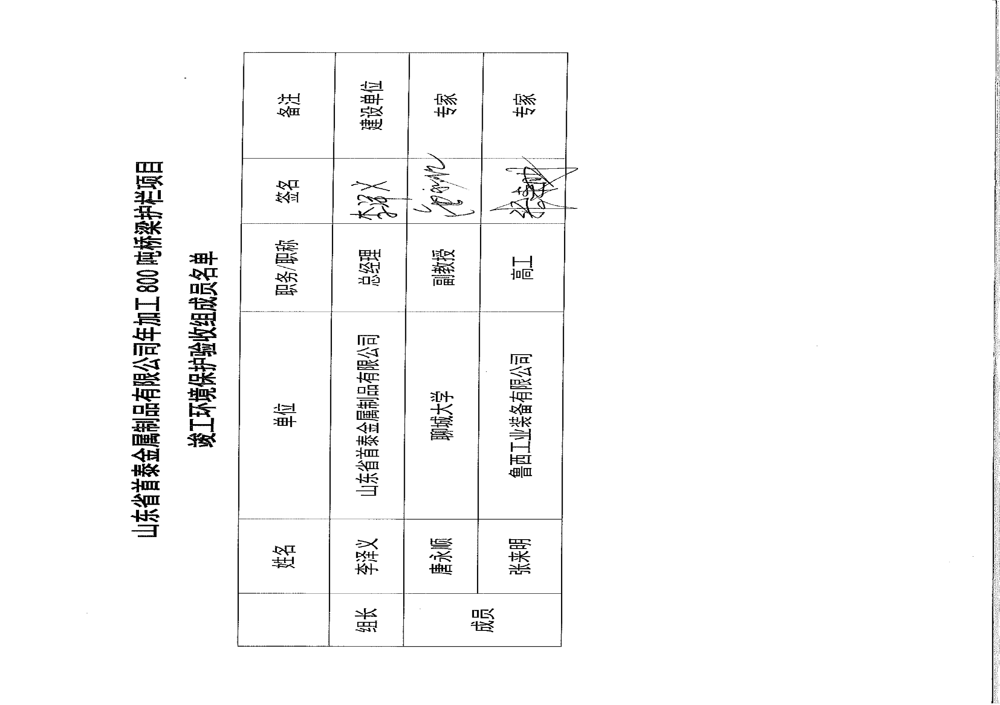 山东省首泰金属制品有限公司年加工 800 吨桥梁护栏项目
竣工环境保护验收组成员名单
姓名 单位 职务/职称 签名 备注
组长 李泽义 山东省首泰金属制品有限公司 总经理 李泽义 建设单位
成员 唐永顺 聊城大学 副教授 专家
张来明 鲁西工业装备有限公司 高工 专家